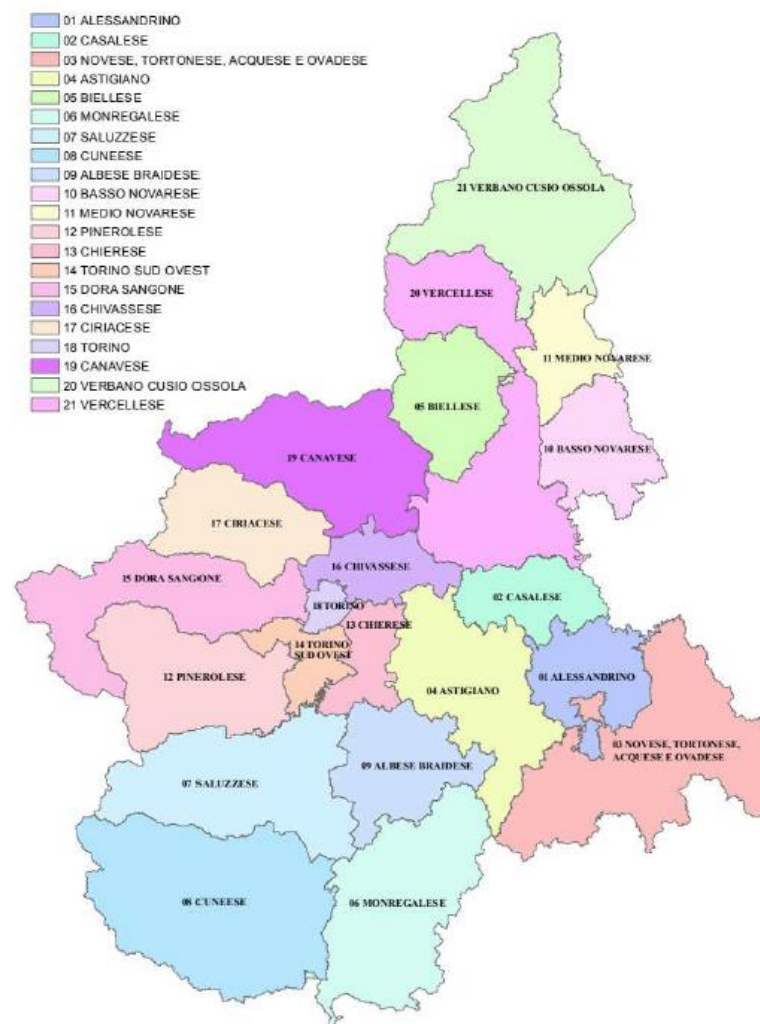 01 ALESSANDRINO
02 CASALESE
03 NOVESE, TORTONESE, ACQUESE E OVADESE
04 ASTIGIANO
05 BIELLESE
06 MONREGALESE
07 SALUZZESE
08 CUNEESE
09 ALBESE BRAIDESE
10 BASSO NOVARESE
11 MEDIO NOVARESE
12 PINEROLESE
13 CHIERESE
14 TORINO SUD OVEST
15 DORA SANGONE
16 CHIVASSESE
17 CIRIACESE
18 TORINO
19 CANAVESE
20 VERBANO CUSIO OSSOLA
21 VERCELLESE
21 VERBANO CUSIO OSSOLA
20 VERCELLESE
11 MEDIO NOVARESE
05 BIELLESE
10 BASSO NOVARESE
19 CANAVESE
17 CIRIACESE
16 CHIVASSESE
15 DORA SANGONE
02 CASALESE
18 TORINO
13 CHIERESE
14 TORINO
SUD OVEST
12 PINEROLESE
01 ALESSANDRINO
04 ASTIGIANO
03 NOVESE, TORTONESE,
ACQUESE E OVADESE
09 ALBESE BRAIDESE
07 SALUZZESE
08 CUNEESE
06 MONREGALESE